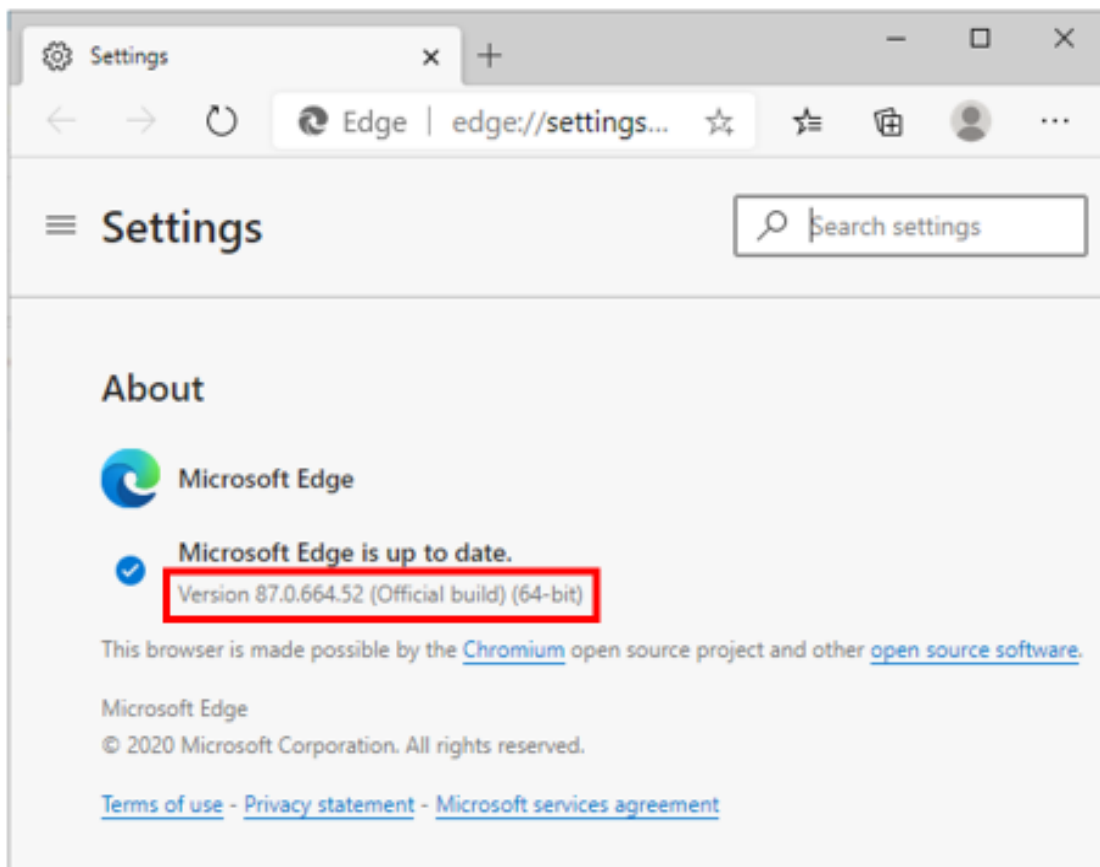 Settings
Edge | edge://settings...
Settings
Search settings
About
Microsoft Edge
Microsoft Edge is up to date.
Version 87.0.664.52 (Official build) (64-bit)
This browser is made possible by the Chromium open source project and other open source software.
Microsoft Edge
© 2020 Microsoft Corporation. All rights reserved.
Terms of use - Privacy statement - Microsoft services agreement